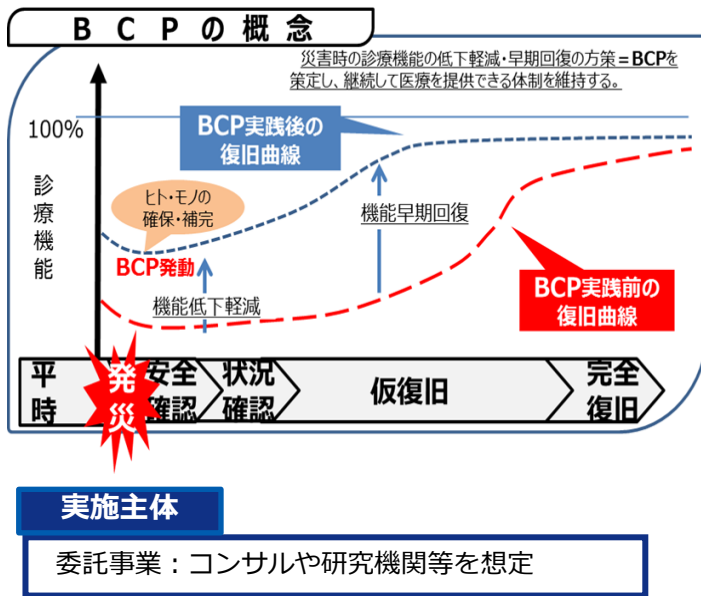 BCPの概念
災害時の診療機能の低下軽減・早期回復の方策＝BCPを
策定し、継続して医療を提供できる体制を維持する。
100%
診療機能
BCP実践後の
復旧曲線
ヒト・モノの
確保・補完
BCP発動
機能低下軽減
機能早期回復
BCP実践前の
復旧曲線
平時
発災
安全
確認
状況
確認
仮復旧
完全
復旧
実施主体
委託事業：コンサルや研究機関等を想定